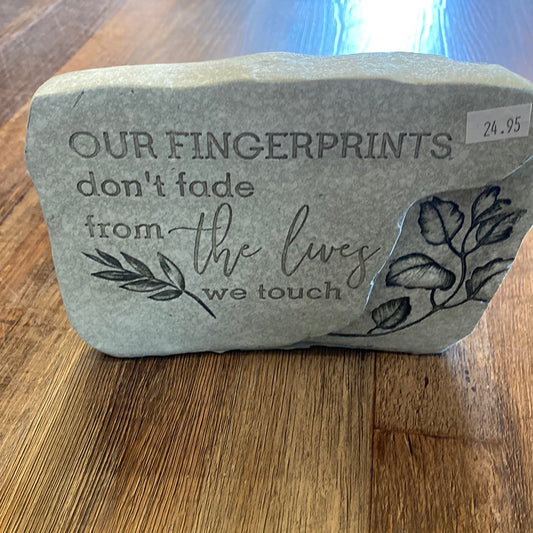 24.95
OUR FINGERPRINTS
don't fade
from the lives
we touch